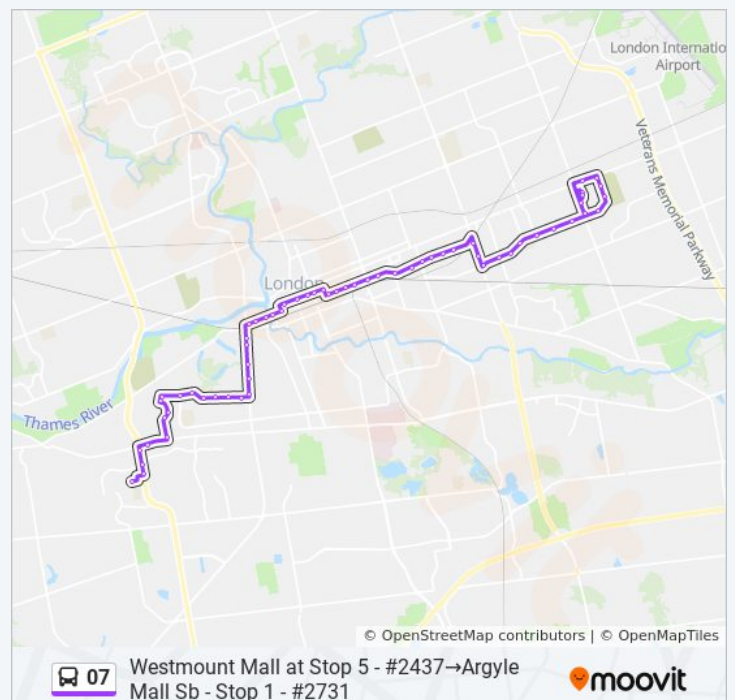 London Internatio
Airport
Veterans Memorial Parkway
London
Thames River
© OpenStreetMap contributors | © OpenMapTiles
07
Westmount Mall at Stop 5 - #2437→Argyle
Mall Sb - Stop 1 - #2731
moovit